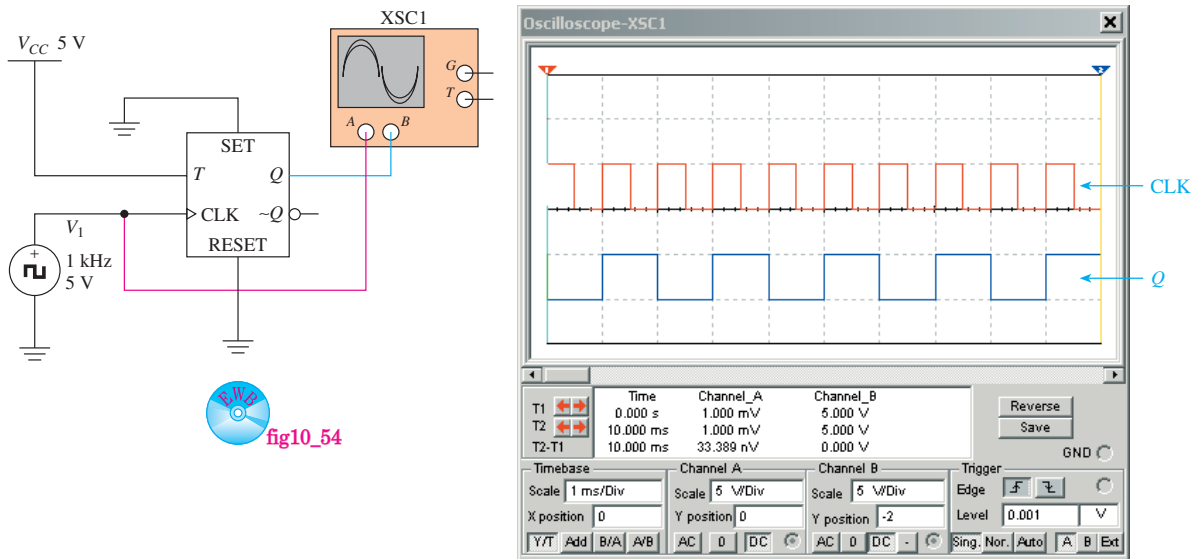 V_CC 5 V
XSC1
G
T
A
B
SET
T
Q
CLK
~Q
RESET
V_1
+
1 kHz
5 V
EWB
fig10_54
Oscilloscope-XSC1
1
2
CLK
Q
Time Channel_A Channel_B
T1 0.000 s 1.000 mV 5.000 V
T2 10.000 ms 1.000 mV 5.000 V
T2-T1 10.000 ms 33.389 nV 0.000 V
Reverse
Save
GND
Timebase
Scale 1 ms/Div
X position 0
Y/T Add B/A A/B
Channel A
Scale 5 V/Div
Y position 0
AC 0 DC
Channel B
Scale 5 V/Div
Y position -2
AC 0 DC -
Trigger
Edge
Level 0.001 V
Sing. Nor. Auto A B Ext